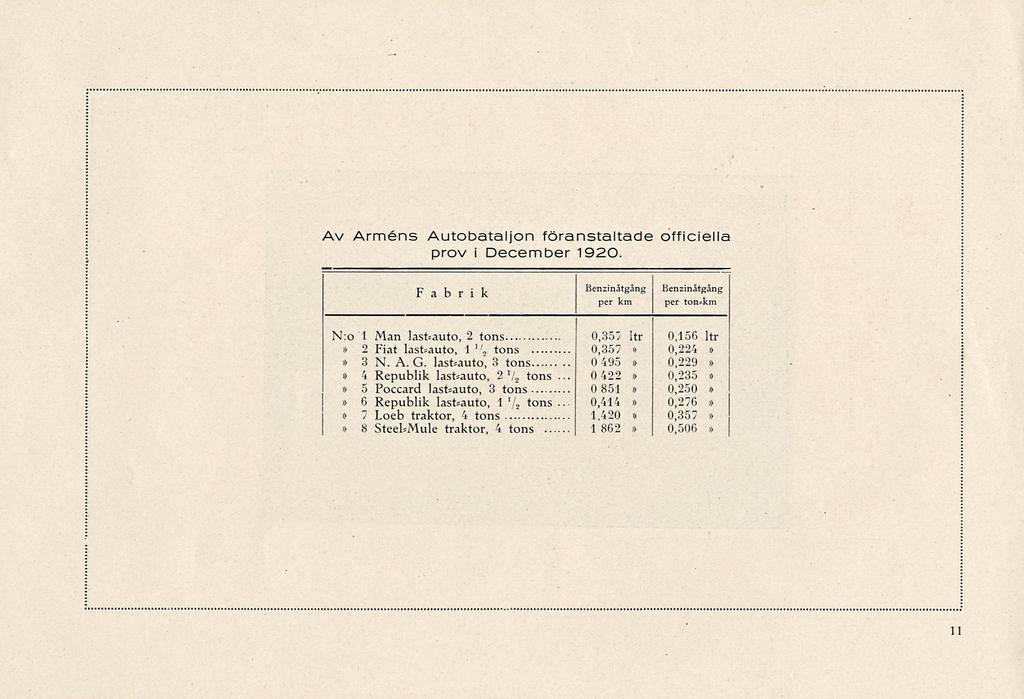 Av Arméns Autobataljon föranstaltade officiella
prov i December 1920.
Fabrik Benzinåtgång per km Benzinåtgång per ton=km
N:o 1 Man last=auto, 2 tons............. 0,357 ltr 0,156 ltr
» 2 Fiat last=auto, 1 1/2 tons ......... 0,357 » 0,224 »
» 3 N. A. G. last=auto, 3 tons......... 0 495 » 0,229 »
» 4 Republik last=auto, 2 1/2 tons ... 0 422 » 0,235 »
» 5 Poccard last=auto, 3 tons......... 0 851 » 0,250 »
» 6 Republik last=auto, 1 1/2 tons ... 0,414 » 0,276 »
» 7 Loeb traktor, 4 tons............... 1,420 » 0,357 »
» 8 Steel=Mule traktor, 4 tons ...... 1 862 » 0,506 »
11